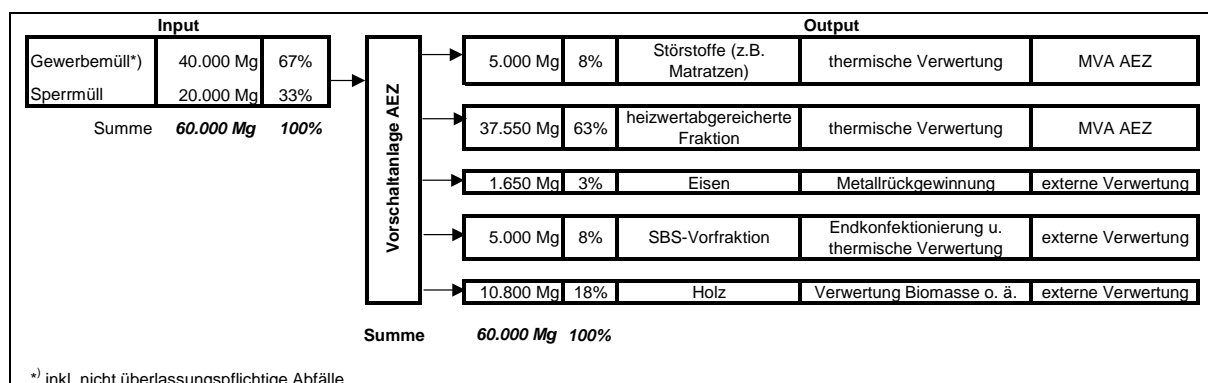 Input
Output
Gewerbemüll*) 40.000 Mg 67%
Sperrmüll 20.000 Mg 33%
Summe 60.000 Mg 100%
Vorschaltanlage AEZ
5.000 Mg 8% Störstoffe (z.B. Matratzen) thermische Verwertung MVA AEZ
37.550 Mg 63% heizwertabgereicherte Fraktion thermische Verwertung MVA AEZ
1.650 Mg 3% Eisen Metallrückgewinnung externe Verwertung
5.000 Mg 8% SBS-Vorfraktion Endkonfektionierung u. thermische Verwertung externe Verwertung
10.800 Mg 18% Holz Verwertung Biomasse o. ä. externe Verwertung
Summe 60.000 Mg 100%
*) inkl. nicht überlassungspflichtige Abfälle